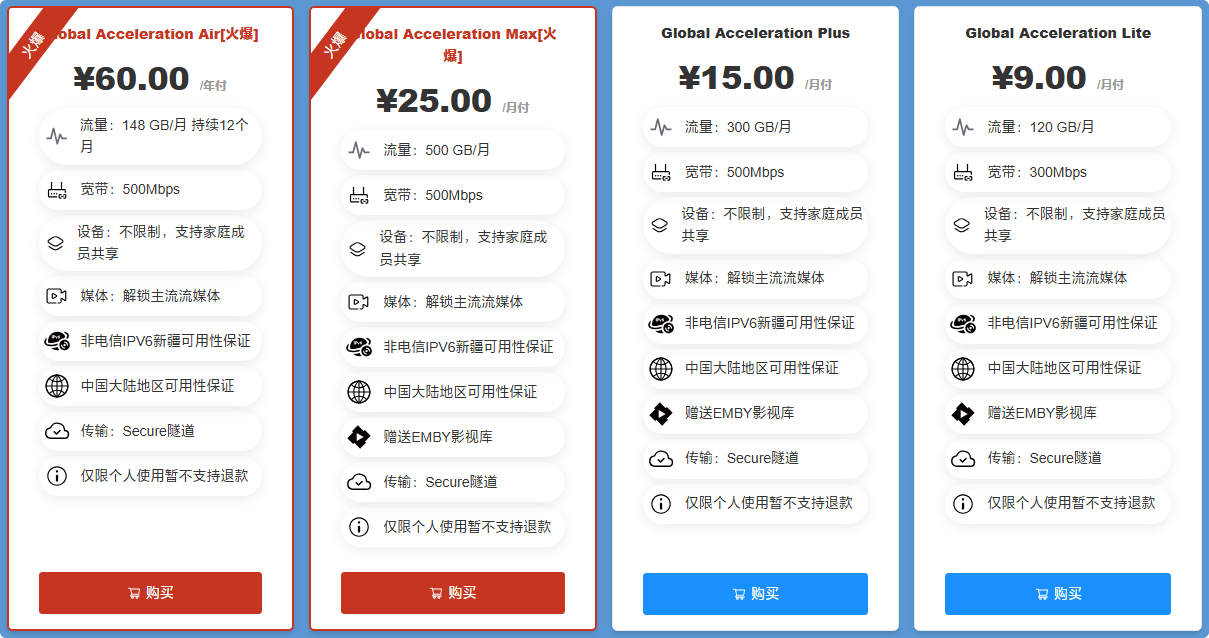 火爆
Global Acceleration Air[火爆]
¥60.00 /年付
流量：148 GB/月 持续12个
月
宽带：500Mbps
设备：不限制，支持家庭成
员共享
媒体：解锁主流流媒体
非电信IPV6新疆可用性保证
中国大陆地区可用性保证
传输：Secure隧道
仅限个人使用暂不支持退款
购买
火爆
Global Acceleration Max[火
爆]
¥25.00 /月付
流量：500 GB/月
宽带：500Mbps
设备：不限制，支持家庭成
员共享
媒体：解锁主流流媒体
非电信IPV6新疆可用性保证
中国大陆地区可用性保证
赠送EMBY影视库
传输：Secure隧道
仅限个人使用暂不支持退款
购买
Global Acceleration Plus
¥15.00 /月付
流量：300 GB/月
宽带：500Mbps
设备：不限制，支持家庭成员
共享
媒体：解锁主流流媒体
非电信IPV6新疆可用性保证
中国大陆地区可用性保证
赠送EMBY影视库
传输：Secure隧道
仅限个人使用暂不支持退款
购买
Global Acceleration Lite
¥9.00 /月付
流量：120 GB/月
宽带：300Mbps
设备：不限制，支持家庭成员
共享
媒体：解锁主流流媒体
非电信IPV6新疆可用性保证
中国大陆地区可用性保证
赠送EMBY影视库
传输：Secure隧道
仅限个人使用暂不支持退款
购买